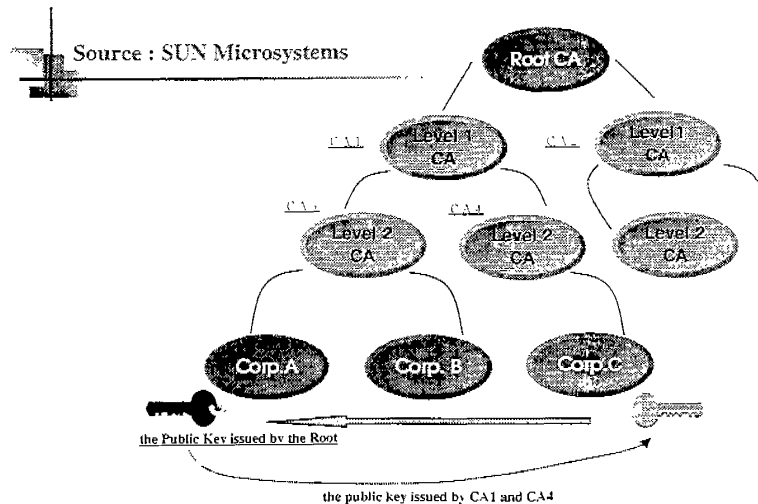 Source : SUN Microsystems
Root CA
Level 1
CA
Level 1
CA
CA4
Level 2
CA
Level 2
CA
Level 2
CA
Corp.A
Corp. B
Corp.C
the Public Key issued by the Root
the public key issued by CA1 and CA4